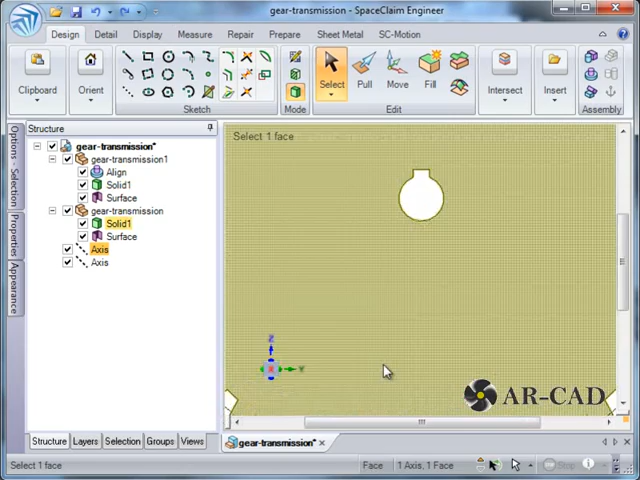 gear-transmission - SpaceClaim Engineer
Design Detail Display Measure Repair Prepare Sheet Metal SC-Motion
Clipboard
Orient
Sketch
Mode
Select
Pull
Move
Fill
Edit
Intersect
Insert
Assembly
Options - Selection
Properties
Appearance
Structure
gear-transmission*
gear-transmission1
Align
Solid1
Surface
gear-transmission
Solid1
Surface
Axis
Axis
Select 1 face
Z
X
Y
AR-CAD
Structure Layers Selection Groups Views
gear-transmission*
Select 1 face
Face
1 Axis, 1 Face
Stop